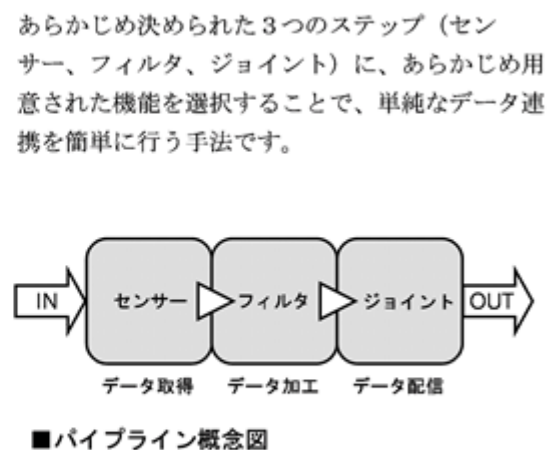 あらかじめ決められた３つのステップ（セン
サー、フィルタ、ジョイント）に、あらかじめ用
意された機能を選択することで、単純なデータ連
携を簡単に行う手法です。
IN センサー フィルタ ジョイント OUT
データ取得 データ加工 データ配信
■パイプライン概念図